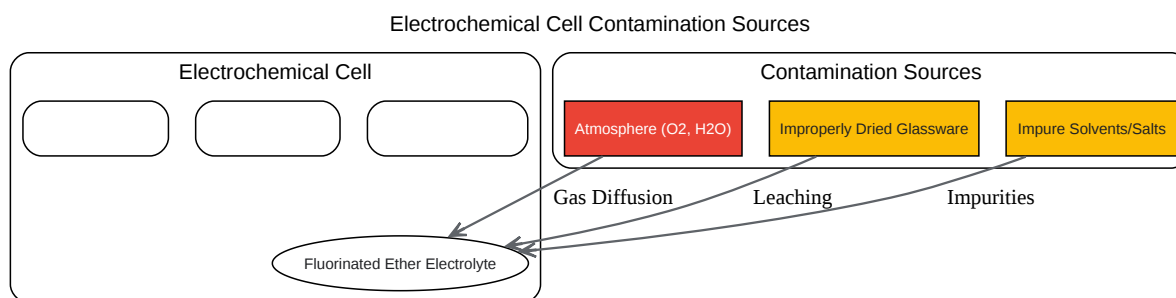 Electrochemical Cell Contamination Sources
Electrochemical Cell
Contamination Sources
Atmosphere (O2, H2O)
Improperly Dried Glassware
Impure Solvents/Salts
Gas Diffusion
Leaching
Impurities
Fluorinated Ether Electrolyte